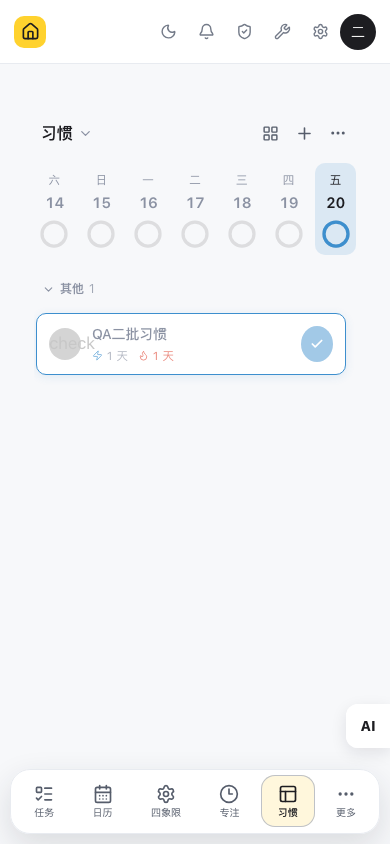 二
习惯
六 日 一 二 三 四 五
14 15 16 17 18 19 20
其他 1
check
QA二批习惯
1 天 1 天
AI
任务 日历 四象限 专注 习惯 更多